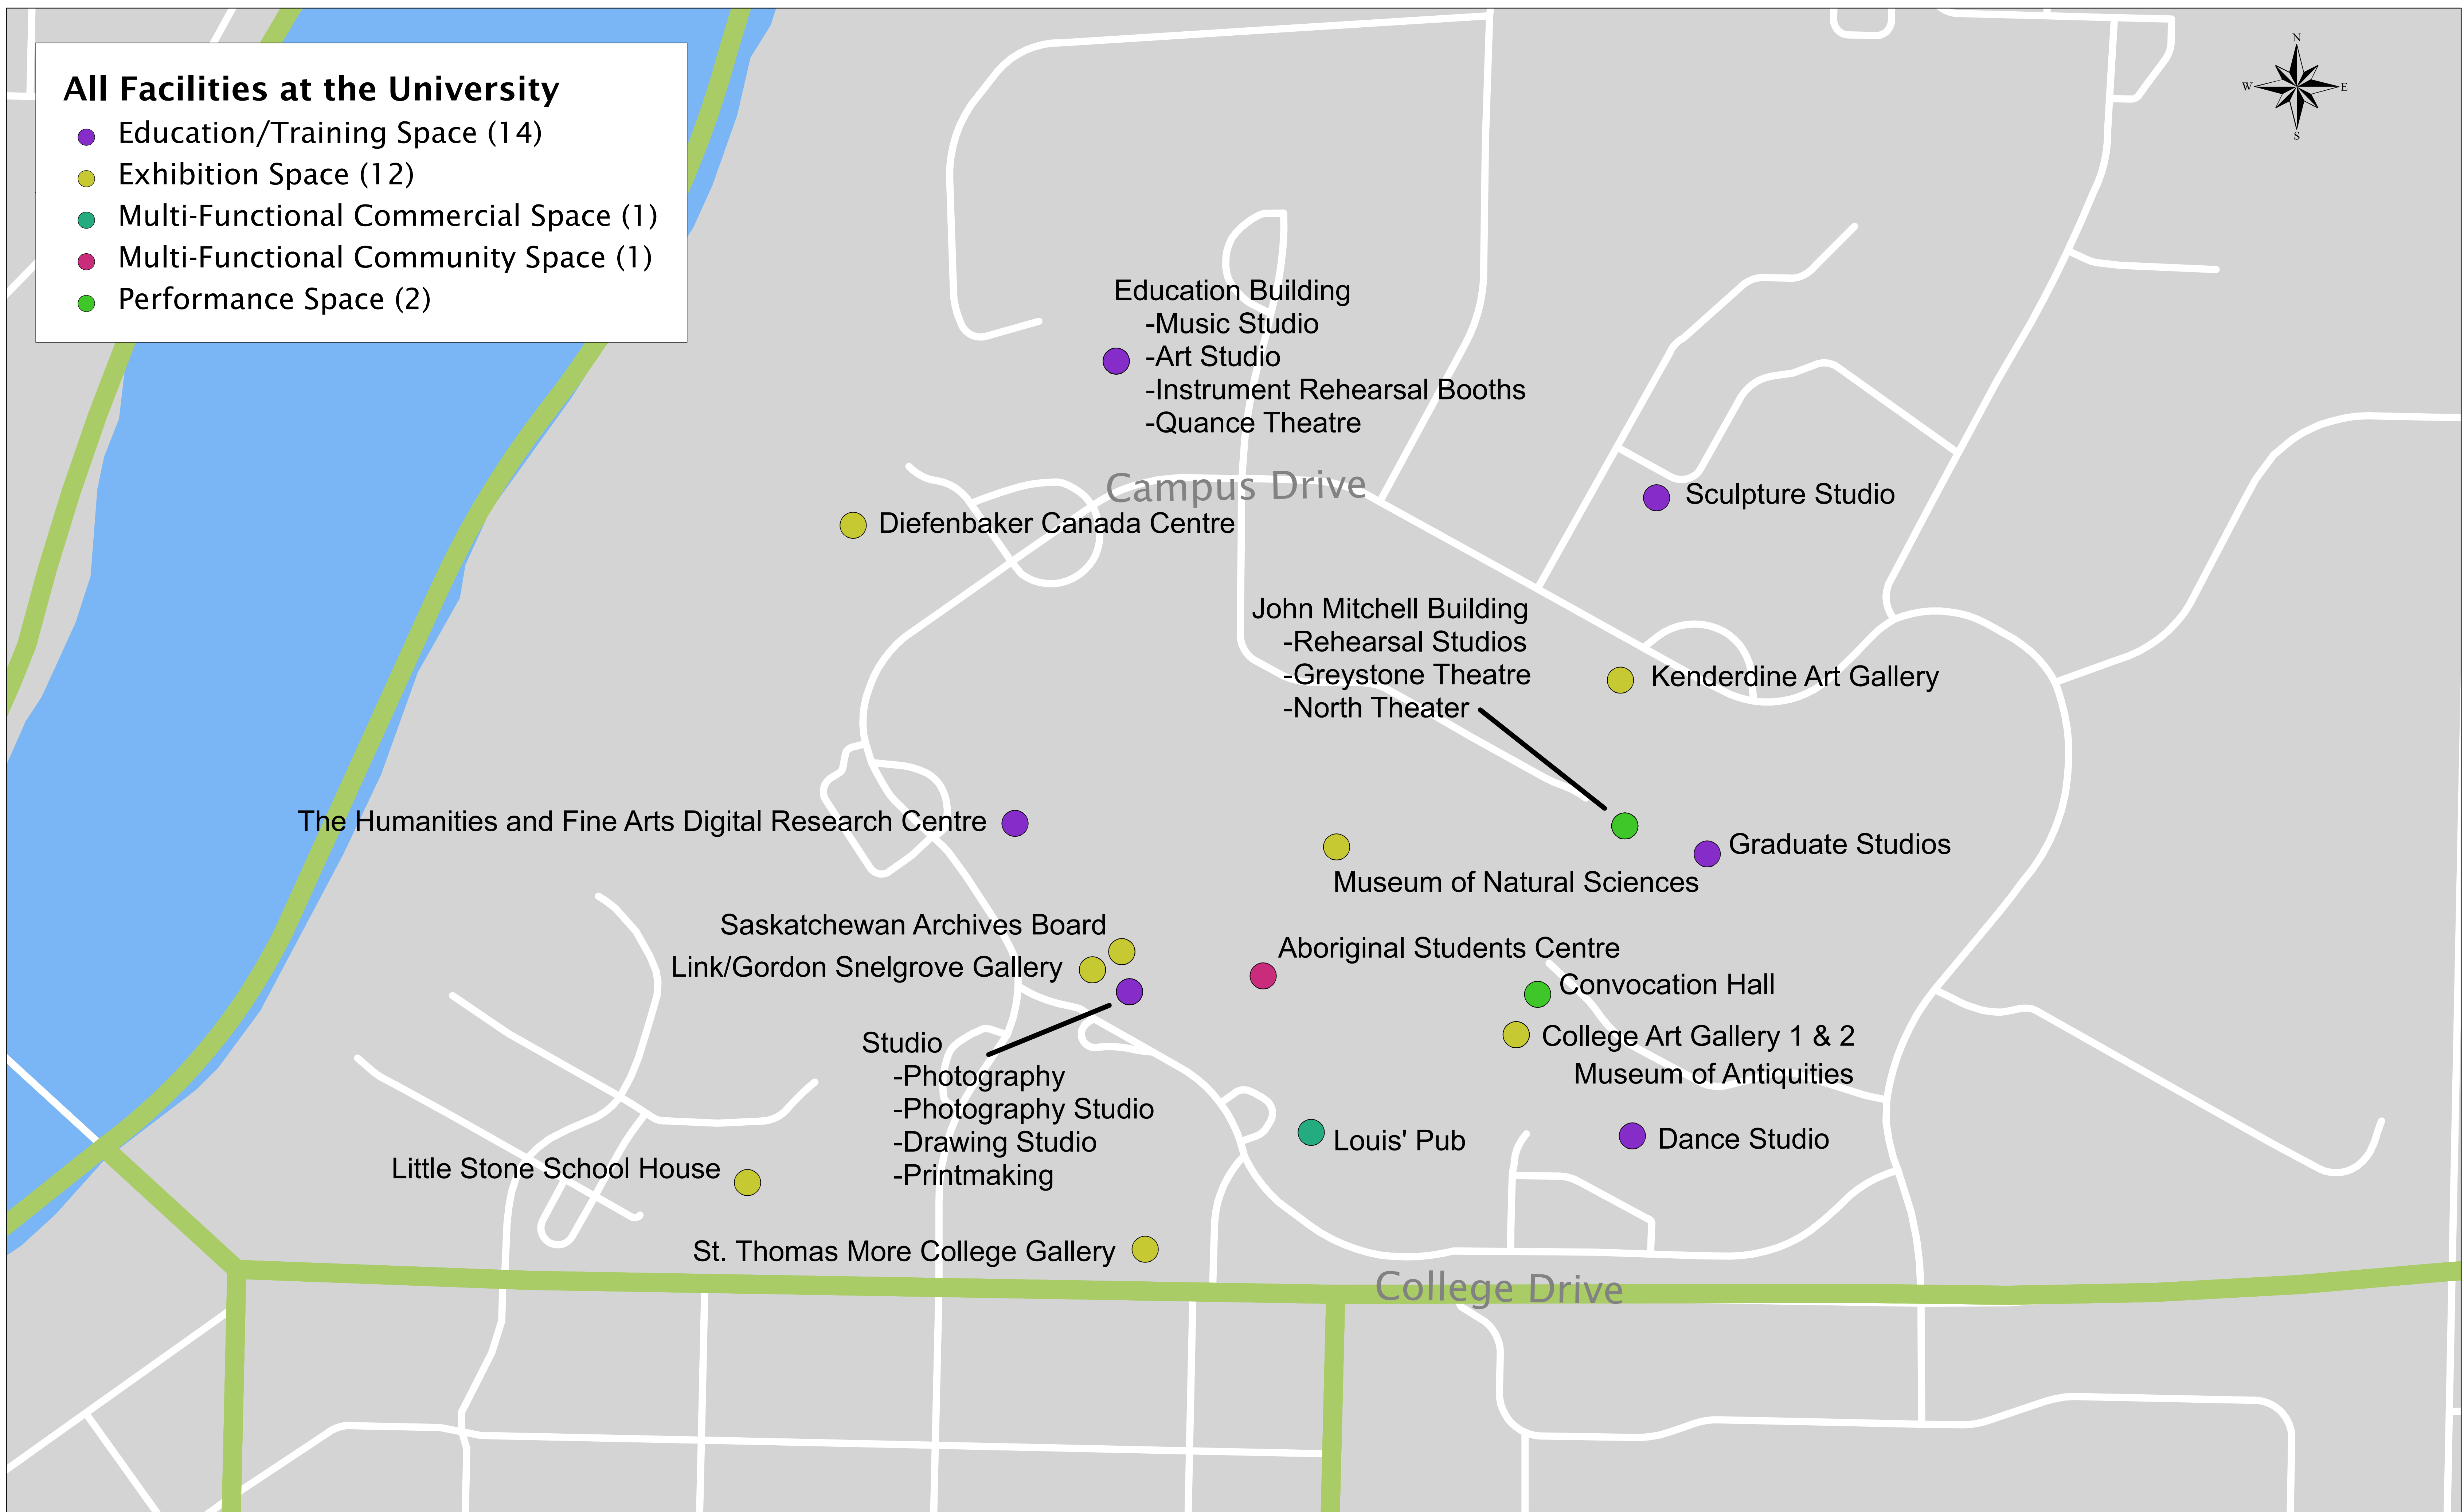 All Facilities at the University
Education/Training Space (14)
Exhibition Space (12)
Multi-Functional Commercial Space (1)
Multi-Functional Community Space (1)
Performance Space (2)
N
W
E
S
Education Building
-Music Studio
-Art Studio
-Instrument Rehearsal Booths
-Quance Theatre
Campus Drive
Sculpture Studio
Diefenbaker Canada Centre
John Mitchell Building
-Rehearsal Studios
-Greystone Theatre
-North Theater
Kenderdine Art Gallery
The Humanities and Fine Arts Digital Research Centre
Graduate Studios
Museum of Natural Sciences
Saskatchewan Archives Board
Link/Gordon Snelgrove Gallery
Aboriginal Students Centre
Convocation Hall
College Art Gallery 1 & 2
Museum of Antiquities
Studio
-Photography
-Photography Studio
-Drawing Studio
-Printmaking
Louis' Pub
Dance Studio
Little Stone School House
St. Thomas More College Gallery
College Drive